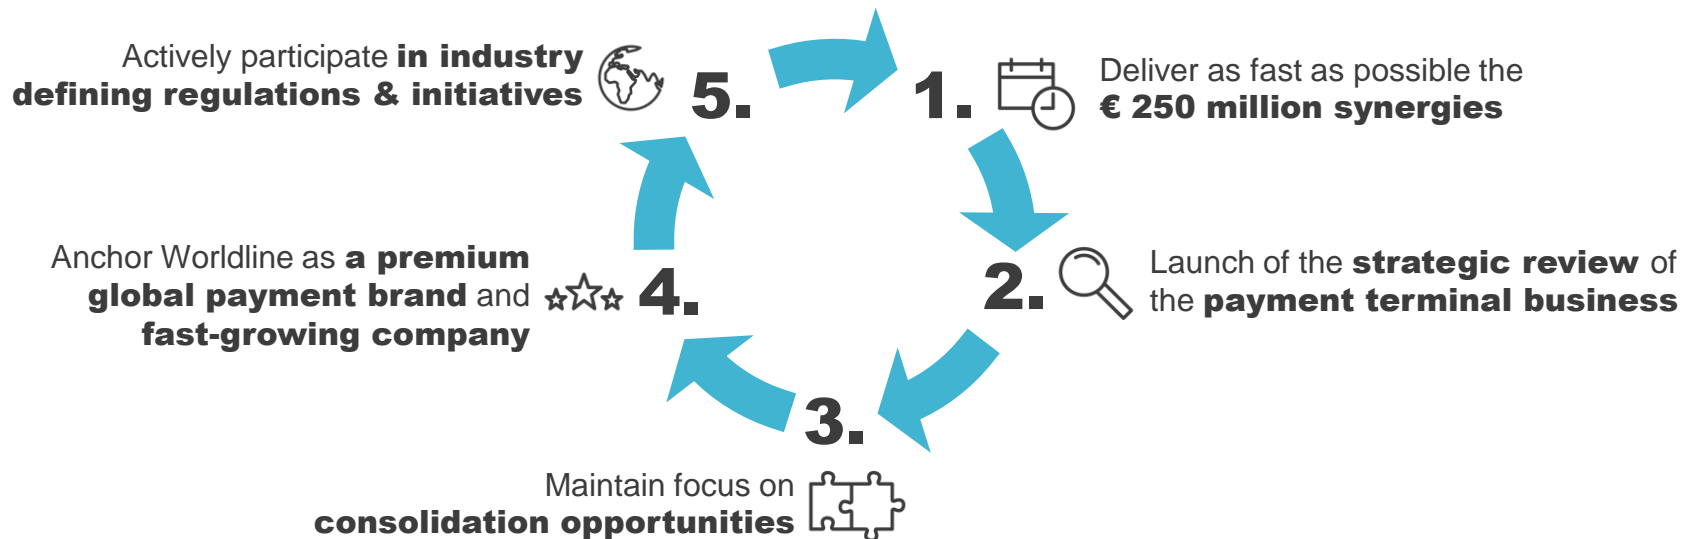 1.
Deliver as fast as possible the
€ 250 million synergies
2.
Launch of the strategic review of
the payment terminal business
3.
Maintain focus on
consolidation opportunities
4.
Anchor Worldline as a premium
global payment brand and
fast-growing company
5.
Actively participate in industry
defining regulations & initiatives